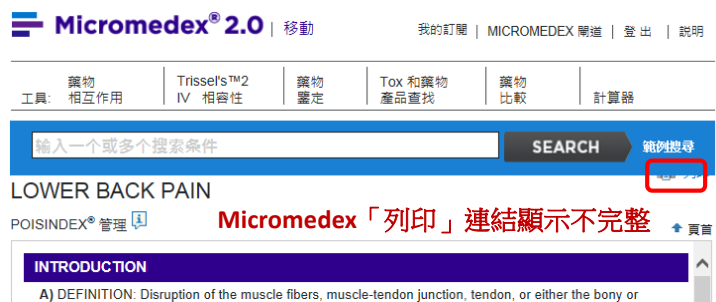 Micromedex® 2.0 | 移動
我的訂閱 | MICROMEDEX 閘道 | 登 出 | 説明
工具: 藥物 相互作用 | Trissel's™2 IV 相容性 | 藥物 鑒定 | Tox 和藥物 產品查找 | 藥物 比較 | 計算器
输入一个或多个搜索条件 SEARCH 範例搜尋
LOWER BACK PAIN
POISINDEX® 管理
Micromedex「列印」連結顯示不完整
頁首
INTRODUCTION
A) DEFINITION: Disruption of the muscle fibers, muscle-tendon junction, tendon, or either the bony or